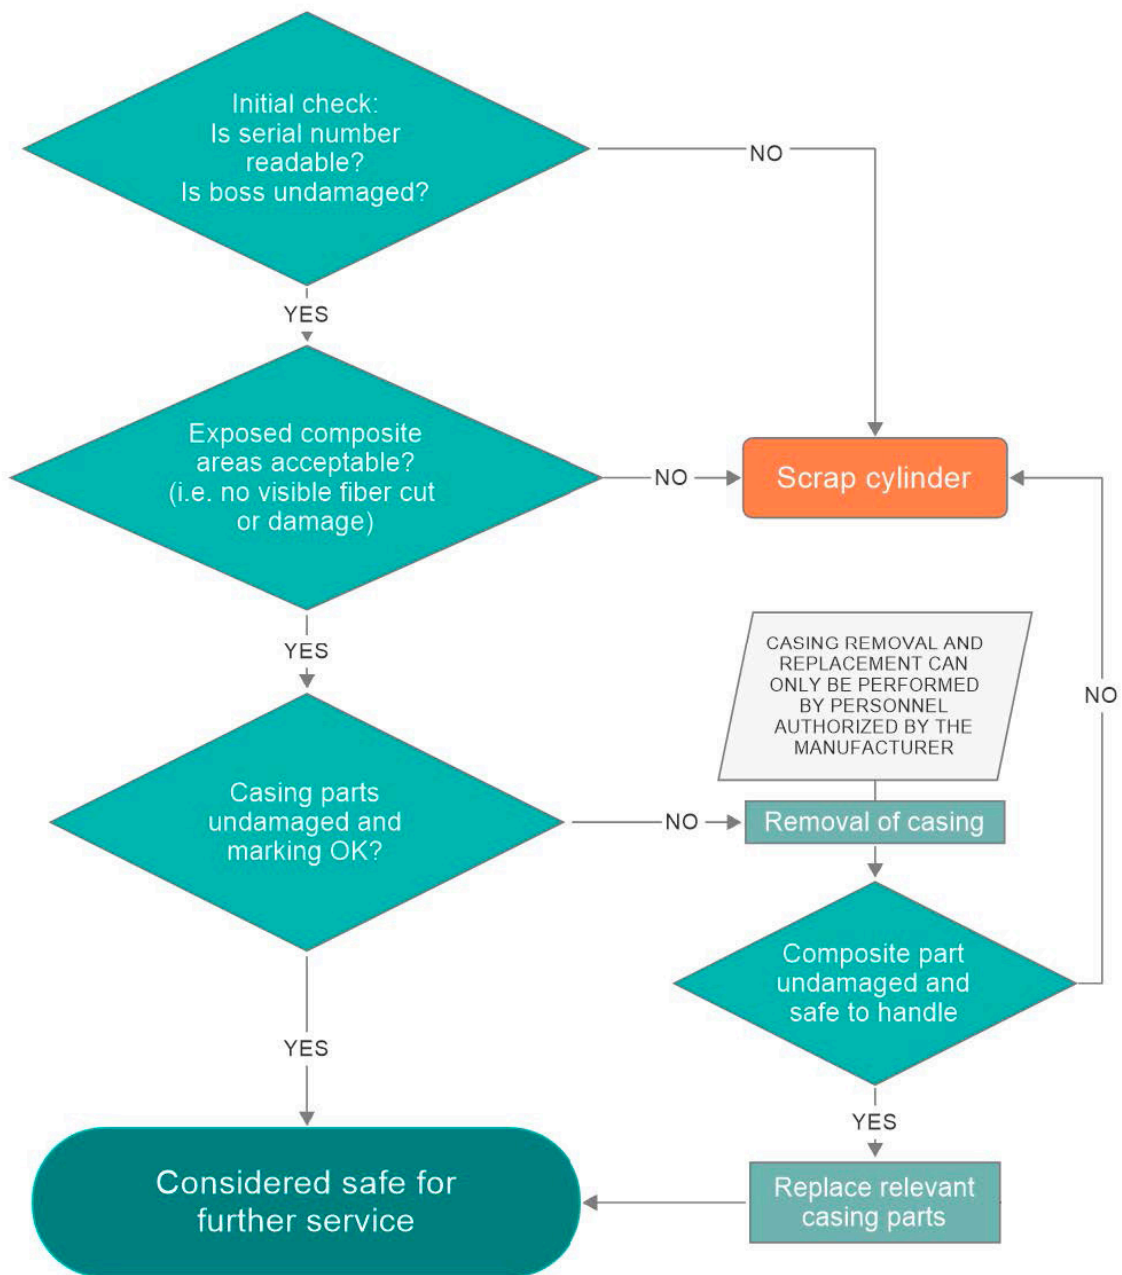 Initial check:
Is serial number
readable?
Is boss undamaged?
NO
YES
Exposed composite
areas acceptable?
(i.e. no visible fiber cut
or damage)
NO
Scrap cylinder
YES
CASING REMOVAL AND
REPLACEMENT CAN
ONLY BE PERFORMED
BY PERSONNEL
AUTHORIZED BY THE
MANUFACTURER
NO
Casing parts
undamaged and
marking OK?
NO
Removal of casing
Composite part
undamaged and
safe to handle
YES
YES
Considered safe for
further service
Replace relevant
casing parts